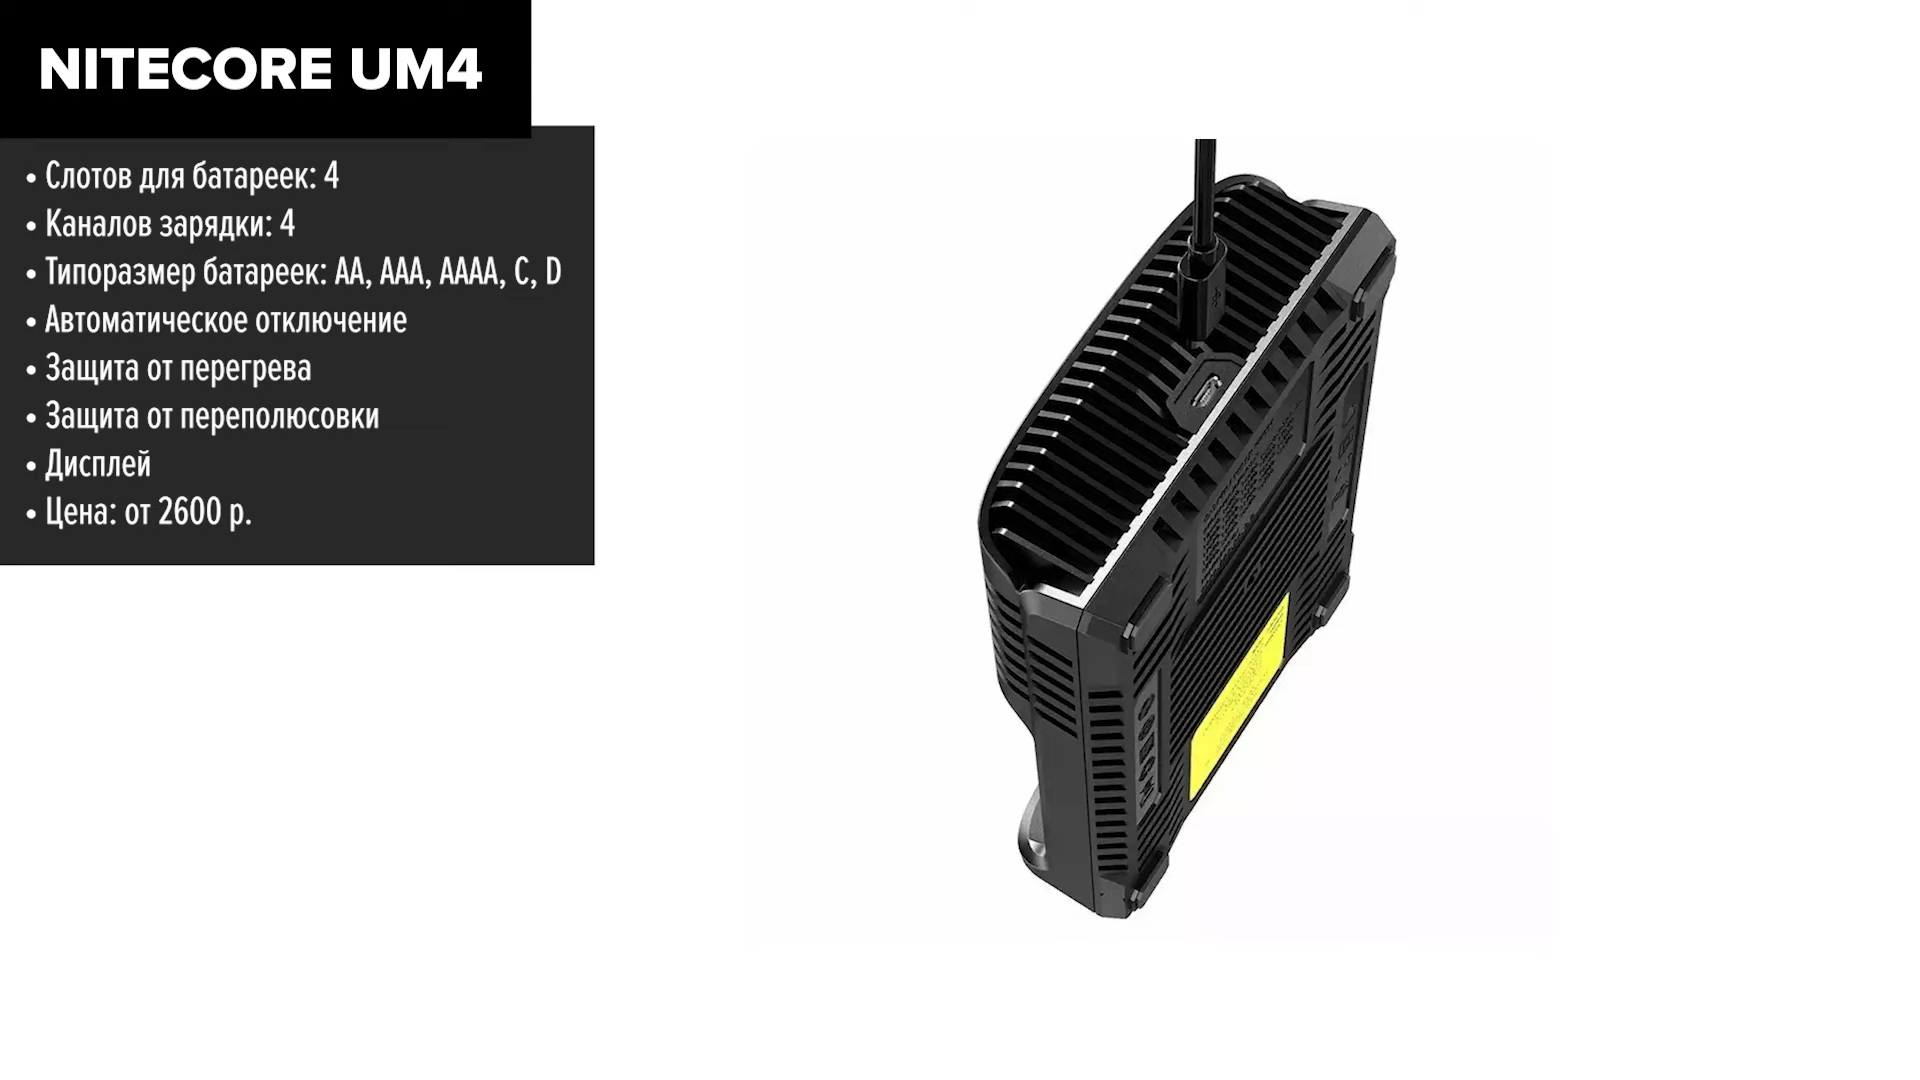 NITECORE UM4
• Слотов для батареек: 4
• Каналов зарядки: 4
• Типоразмер батареек: AA, AAA, AAAA, C, D
• Автоматическое отключение
• Защита от перегрева
• Защита от переполюсовки
• Дисплей
• Цена: от 2600 р.